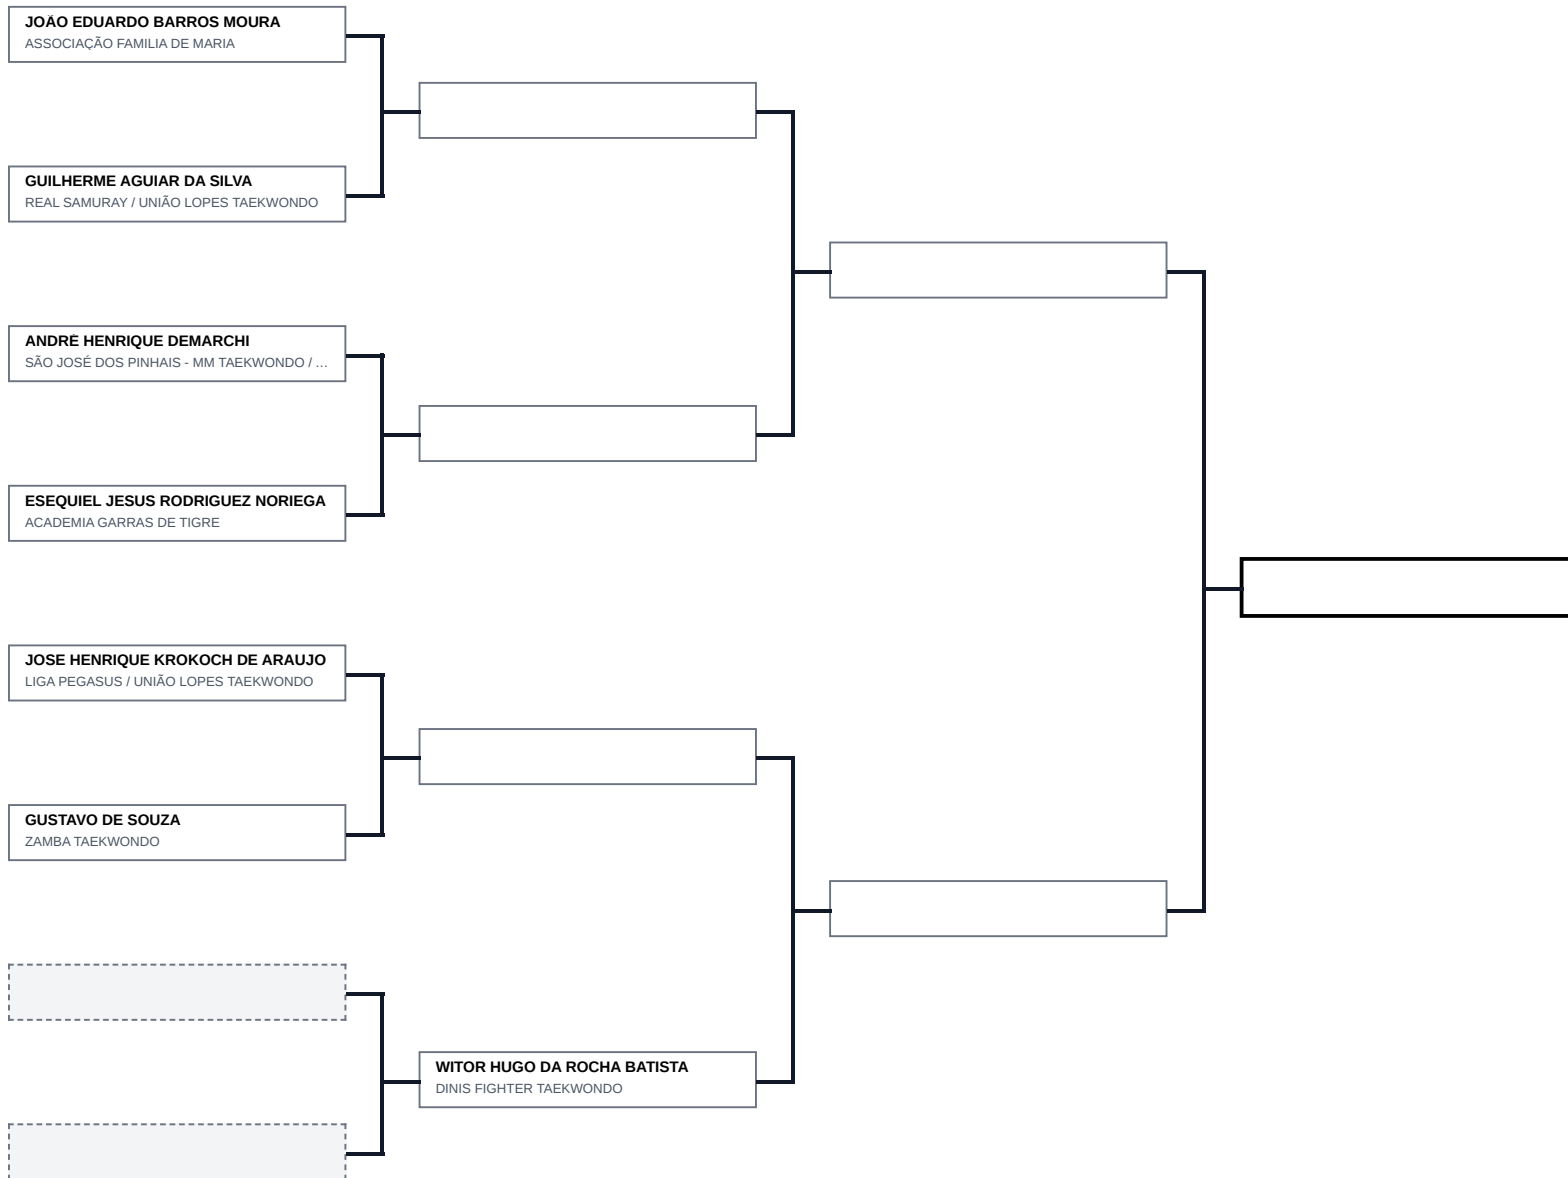 JOÃO EDUARDO BARROS MOURA
ASSOCIAÇÃO FAMILIA DE MARIA
GUILHERME AGUIAR DA SILVA
REAL SAMURAY / UNIÃO LOPES TAEKWONDO
ANDRÉ HENRIQUE DEMARCHI
SÃO JOSÉ DOS PINHAIS - MM TAEKWONDO / ...
ESEQUIEL JESUS RODRIGUEZ NORIEGA
ACADEMIA GARRAS DE TIGRE
JOSE HENRIQUE KROKOCH DE ARAUJO
LIGA PEGASUS / UNIÃO LOPES TAEKWONDO
GUSTAVO DE SOUZA
ZAMBA TAEKWONDO
WITOR HUGO DA ROCHA BATISTA
DINIS FIGHTER TAEKWONDO